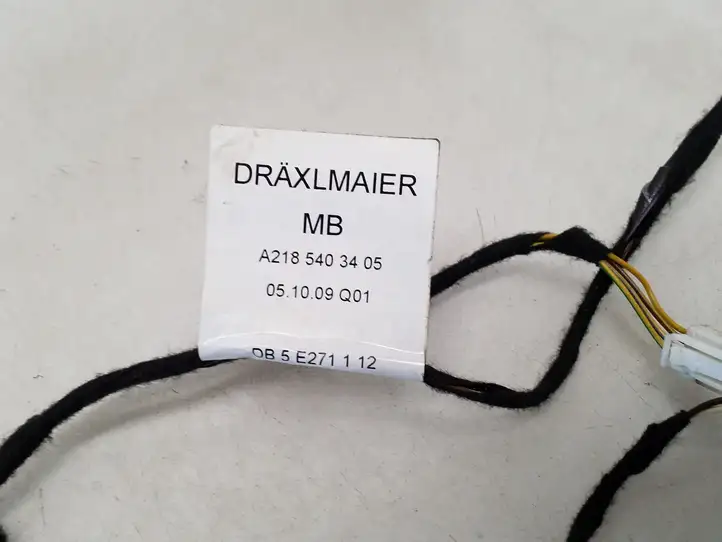 DRÄXLMAIER
MB
A218 540 34 05
05.10.09 Q01
DB 5 E271 1 12